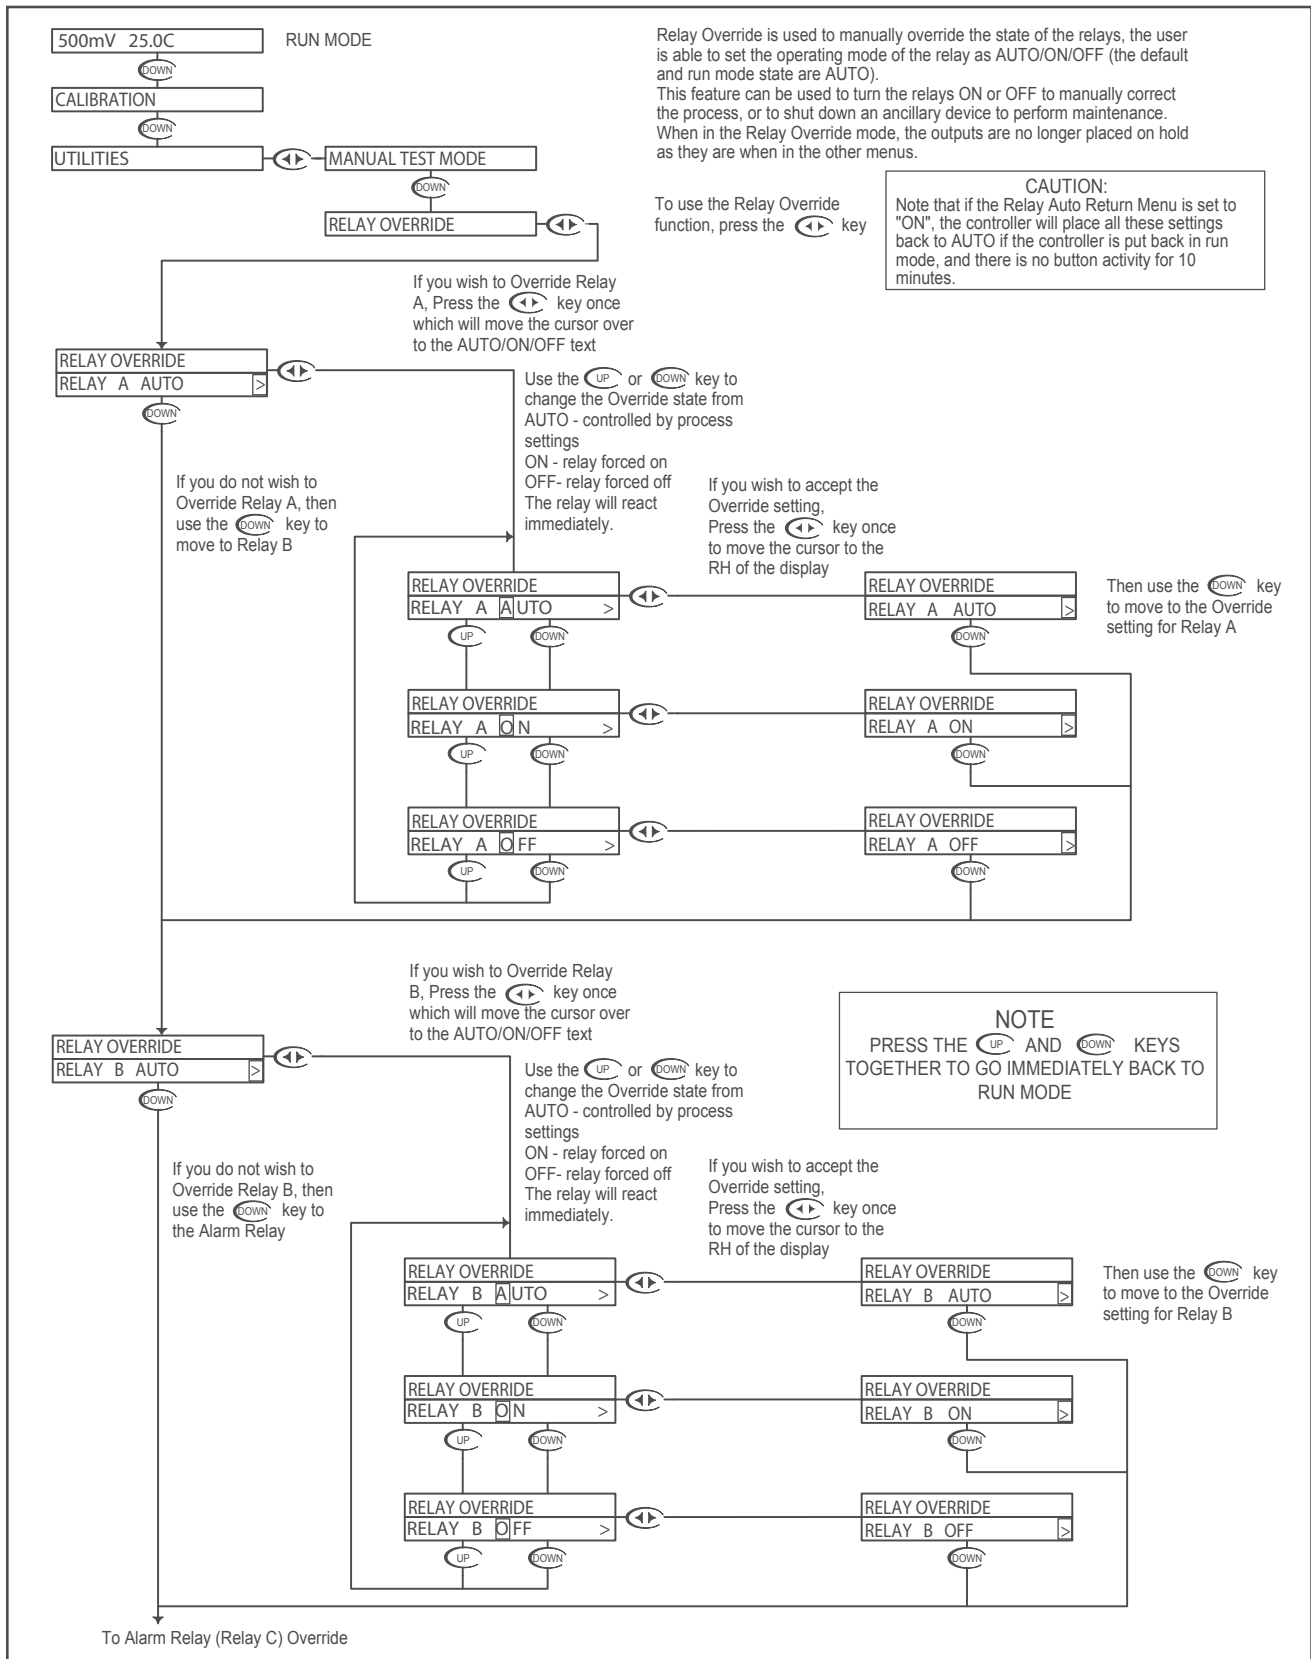 500mV 25.0C
RUN MODE
DOWN
CALIBRATION
DOWN
UTILITIES
MANUAL TEST MODE
DOWN
RELAY OVERRIDE
Relay Override is used to manually override the state of the relays, the user
is able to set the operating mode of the relay as AUTO/ON/OFF (the default
and run mode state are AUTO).
This feature can be used to turn the relays ON or OFF to manually correct
the process, or to shut down an ancillary device to perform maintenance.
When in the Relay Override mode, the outputs are no longer placed on hold
as they are when in the other menus.
To use the Relay Override
function, press the key
CAUTION:
Note that if the Relay Auto Return Menu is set to
"ON", the controller will place all these settings
back to AUTO if the controller is put back in run
mode, and there is no button activity for 10
minutes.
If you wish to Override Relay
A, Press the key once
which will move the cursor over
to the AUTO/ON/OFF text
RELAY OVERRIDE
RELAY A AUTO >
DOWN
Use the UP or DOWN key to
change the Override state from
AUTO - controlled by process
settings
ON - relay forced on
OFF- relay forced off
The relay will react
immediately.
If you do not wish to
Override Relay A, then
use the DOWN key to
move to Relay B
If you wish to accept the
Override setting,
Press the key once
to move the cursor to the
RH of the display
RELAY OVERRIDE
RELAY A AUTO >
UP DOWN
RELAY OVERRIDE
RELAY A AUTO >
DOWN
Then use the DOWN key
to move to the Override
setting for Relay A
RELAY OVERRIDE
RELAY A ON >
UP DOWN
RELAY OVERRIDE
RELAY A ON >
DOWN
RELAY OVERRIDE
RELAY A OFF >
UP DOWN
RELAY OVERRIDE
RELAY A OFF >
DOWN
If you wish to Override Relay
B, Press the key once
which will move the cursor over
to the AUTO/ON/OFF text
NOTE
PRESS THE UP AND DOWN KEYS
TOGETHER TO GO IMMEDIATELY BACK TO
RUN MODE
RELAY OVERRIDE
RELAY B AUTO >
DOWN
Use the UP or DOWN key to
change the Override state from
AUTO - controlled by process
settings
ON - relay forced on
OFF- relay forced off
The relay will react
immediately.
If you do not wish to
Override Relay B, then
use the DOWN key to
the Alarm Relay
If you wish to accept the
Override setting,
Press the key once
to move the cursor to the
RH of the display
RELAY OVERRIDE
RELAY B AUTO >
UP DOWN
RELAY OVERRIDE
RELAY B AUTO >
DOWN
Then use the DOWN key
to move to the Override
setting for Relay B
RELAY OVERRIDE
RELAY B ON >
UP DOWN
RELAY OVERRIDE
RELAY B ON >
DOWN
RELAY OVERRIDE
RELAY B OFF >
UP DOWN
RELAY OVERRIDE
RELAY B OFF >
DOWN
To Alarm Relay (Relay C) Override